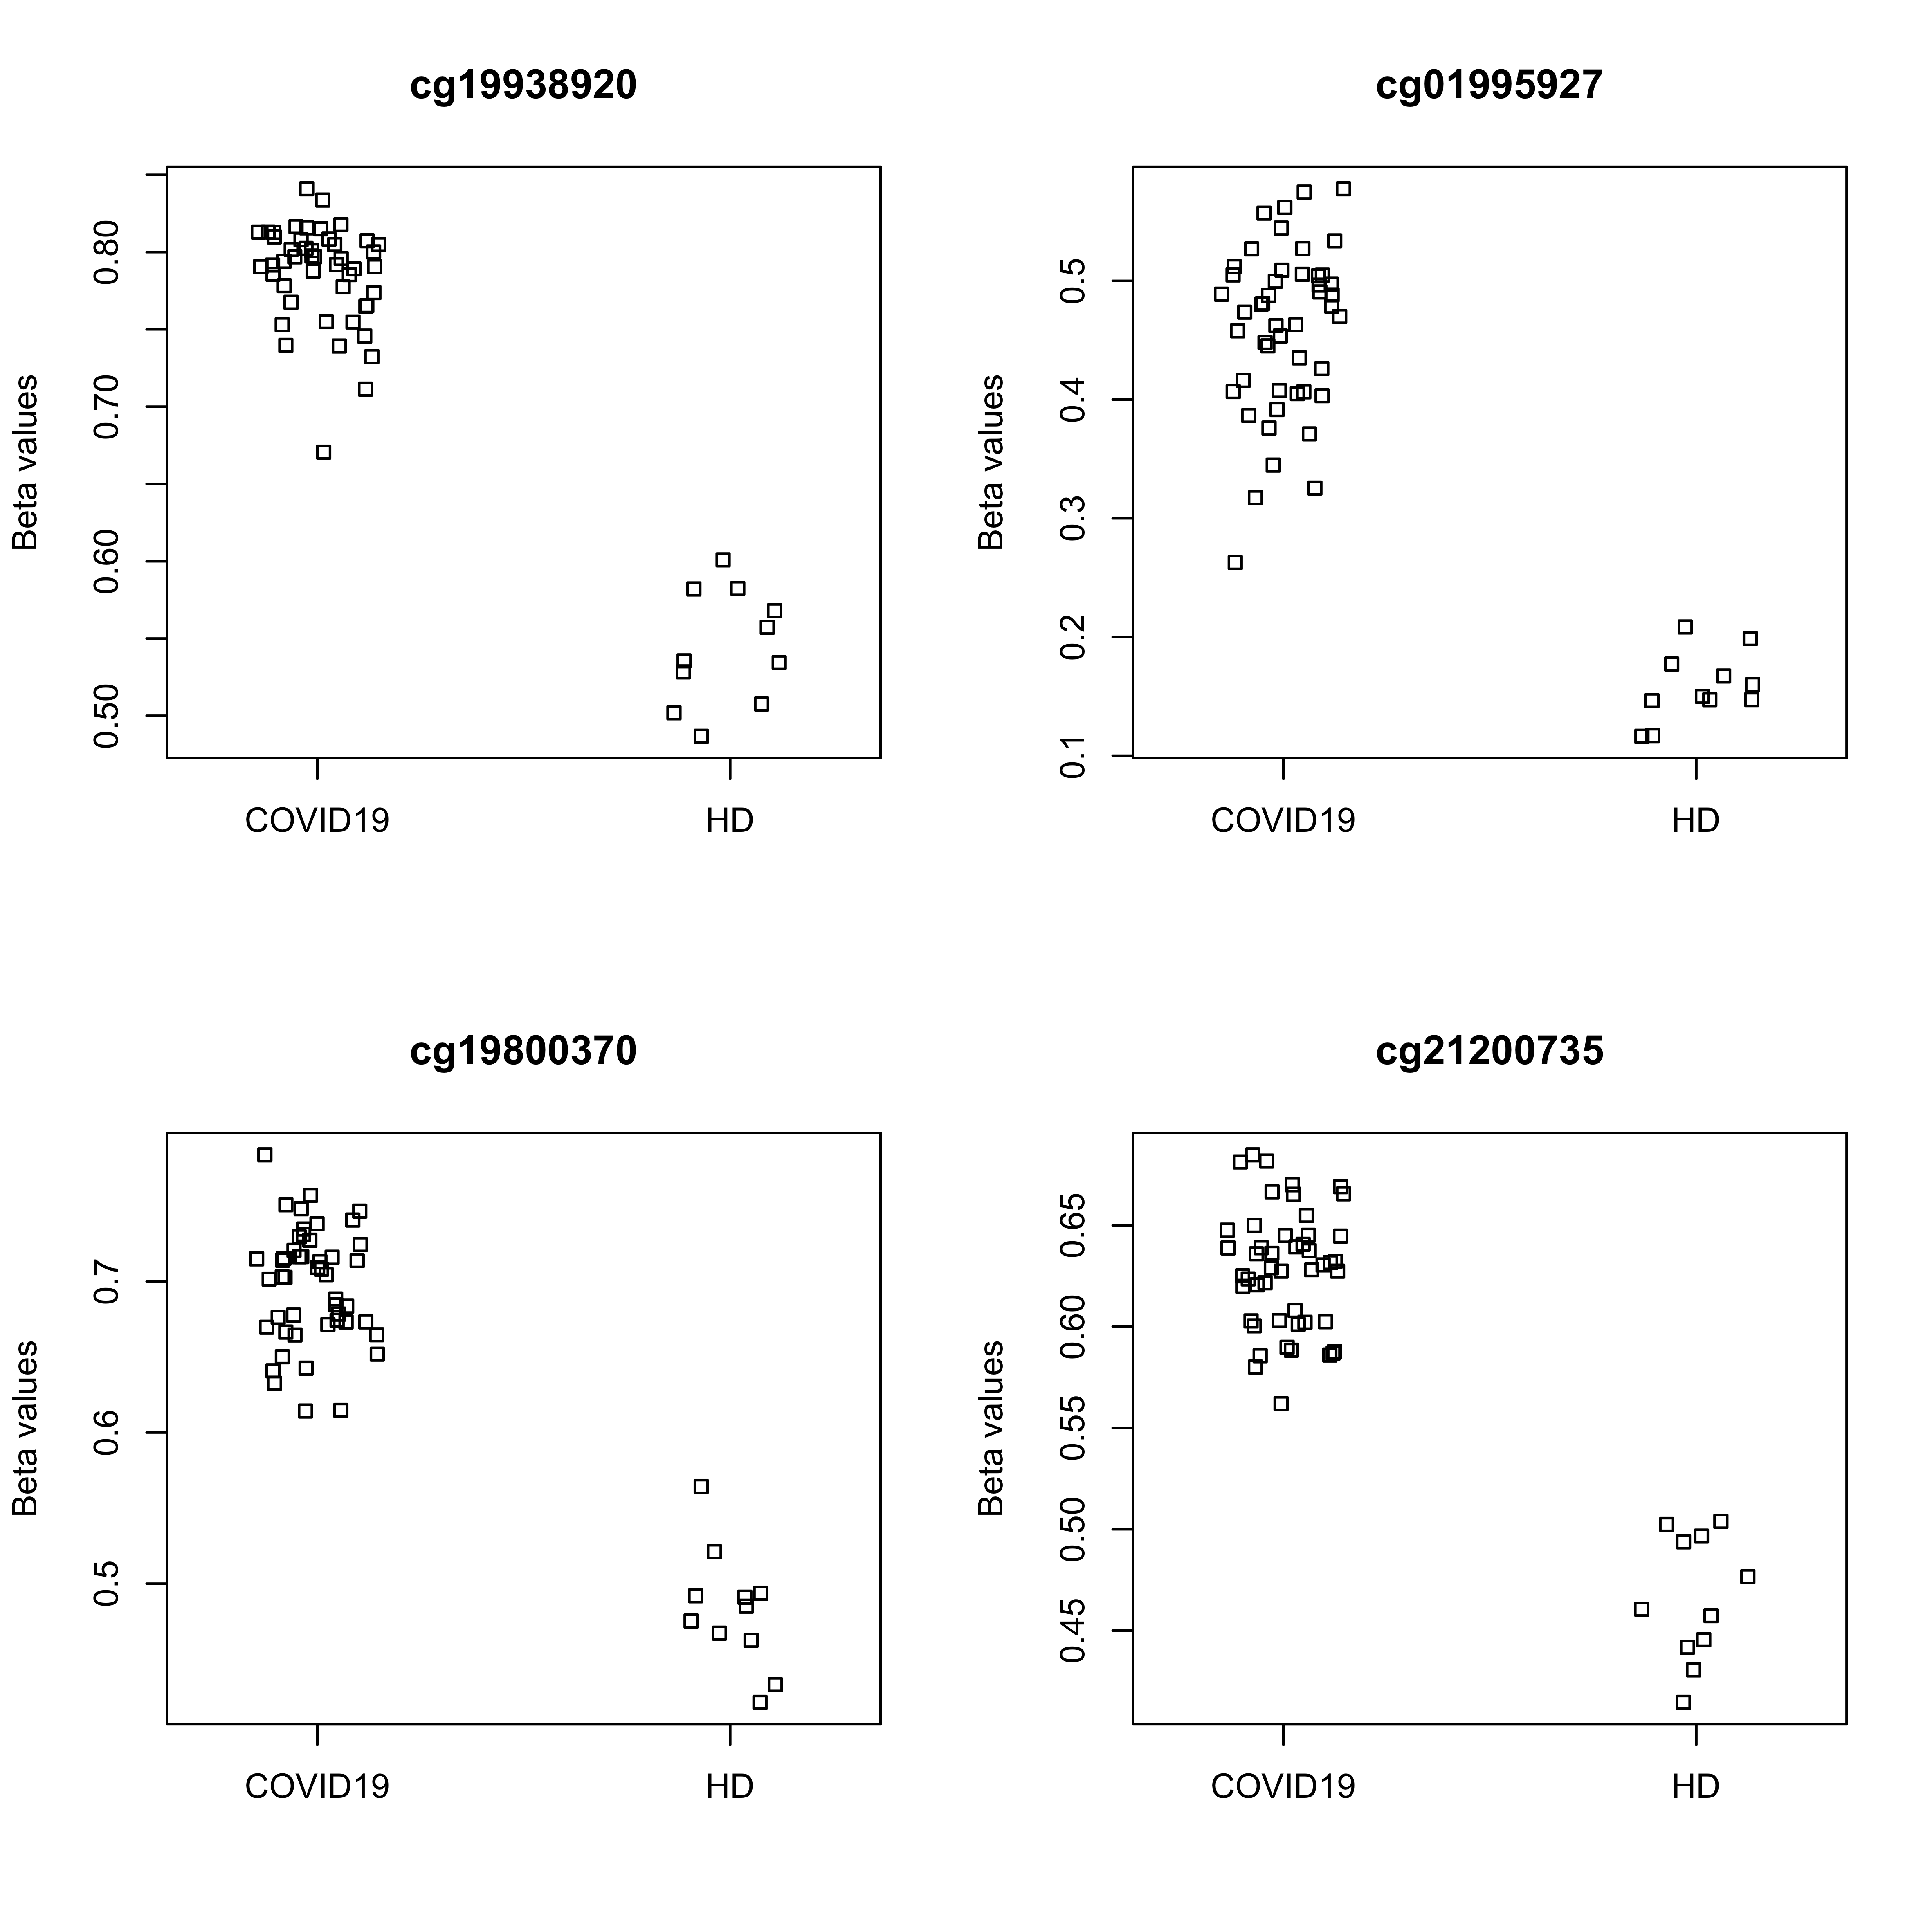 cg19938920
Beta values
0.50
0.60
0.70
0.80
COVID19
HD
cg01995927
Beta values
0.1
0.2
0.3
0.4
0.5
COVID19
HD
cg19800370
Beta values
0.5
0.6
0.7
COVID19
HD
cg21200735
Beta values
0.45
0.50
0.55
0.60
0.65
COVID19
HD